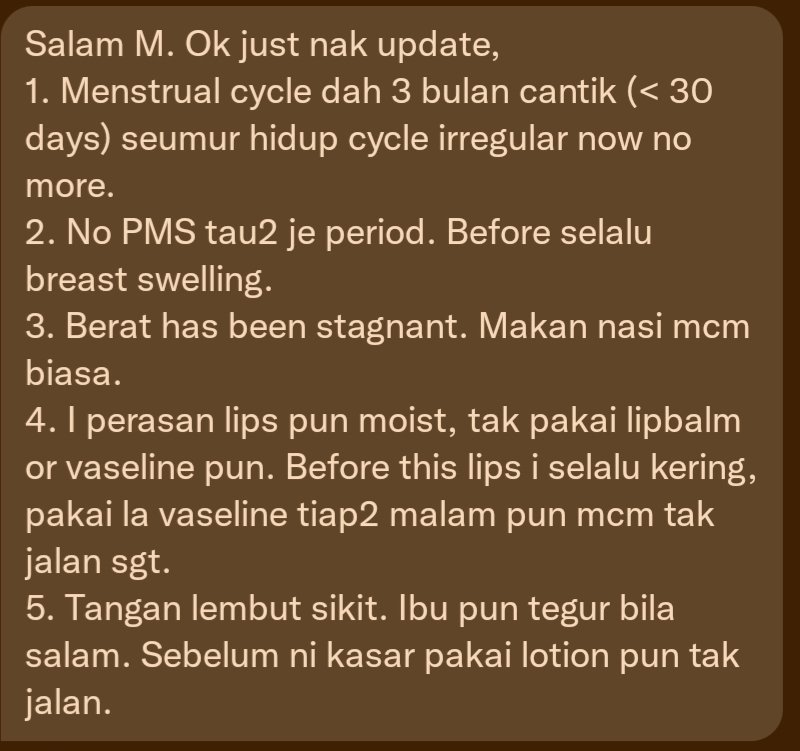 Salam M. Ok just nak update,
1. Menstrual cycle dah 3 bulan cantik (< 30
days) seumur hidup cycle irregular now no
more.
2. No PMS tau2 je period. Before selalu
breast swelling.
3. Berat has been stagnant. Makan nasi mcm
biasa.
4. I perasan lips pun moist, tak pakai lipbalm
or vaseline pun. Before this lips i selalu kering,
pakai la vaseline tiap2 malam pun mcm tak
jalan sgt.
5. Tangan lembut sikit. Ibu pun tegur bila
salam. Sebelum ni kasar pakai lotion pun tak
jalan.